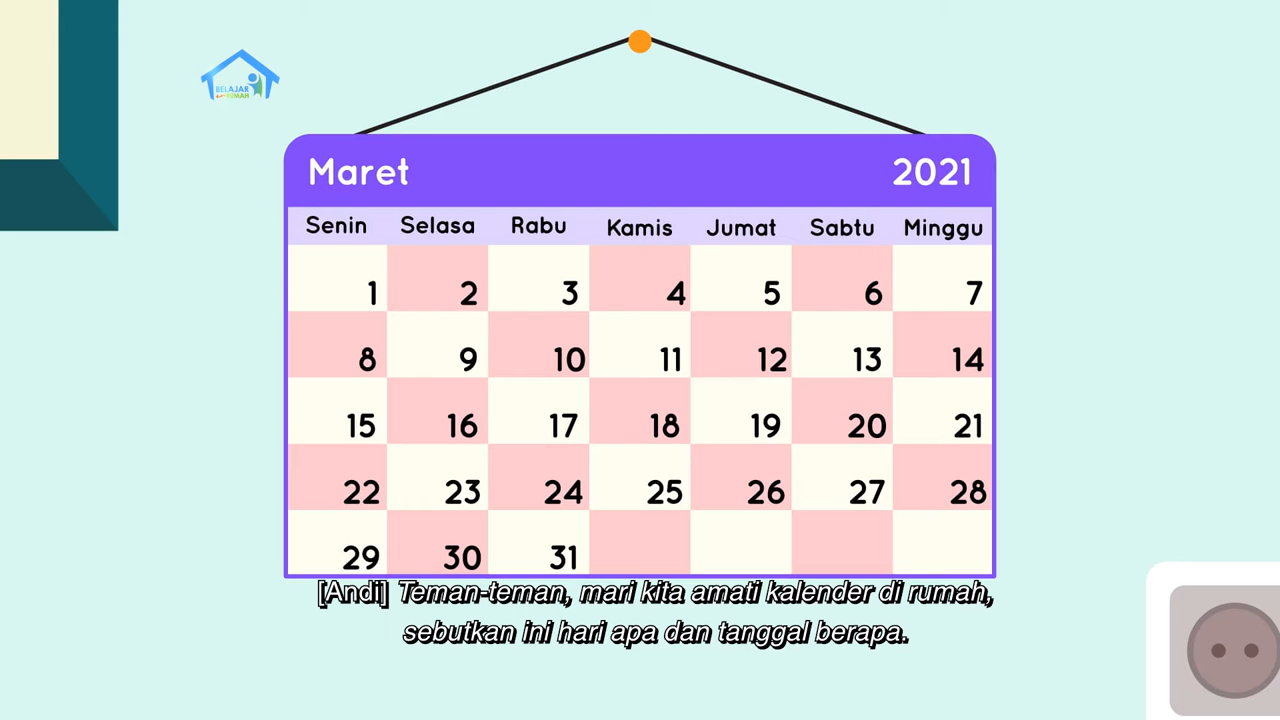 BELAJAR
dari RUMAH
Maret 2021
Senin Selasa Rabu Kamis Jumat Sabtu Minggu
1 2 3 4 5 6 7
8 9 10 11 12 13 14
15 16 17 18 19 20 21
22 23 24 25 26 27 28
29 30 31
[Andi] Teman-teman, mari kita amati kalender di rumah,
sebutkan ini hari apa dan tanggal berapa.